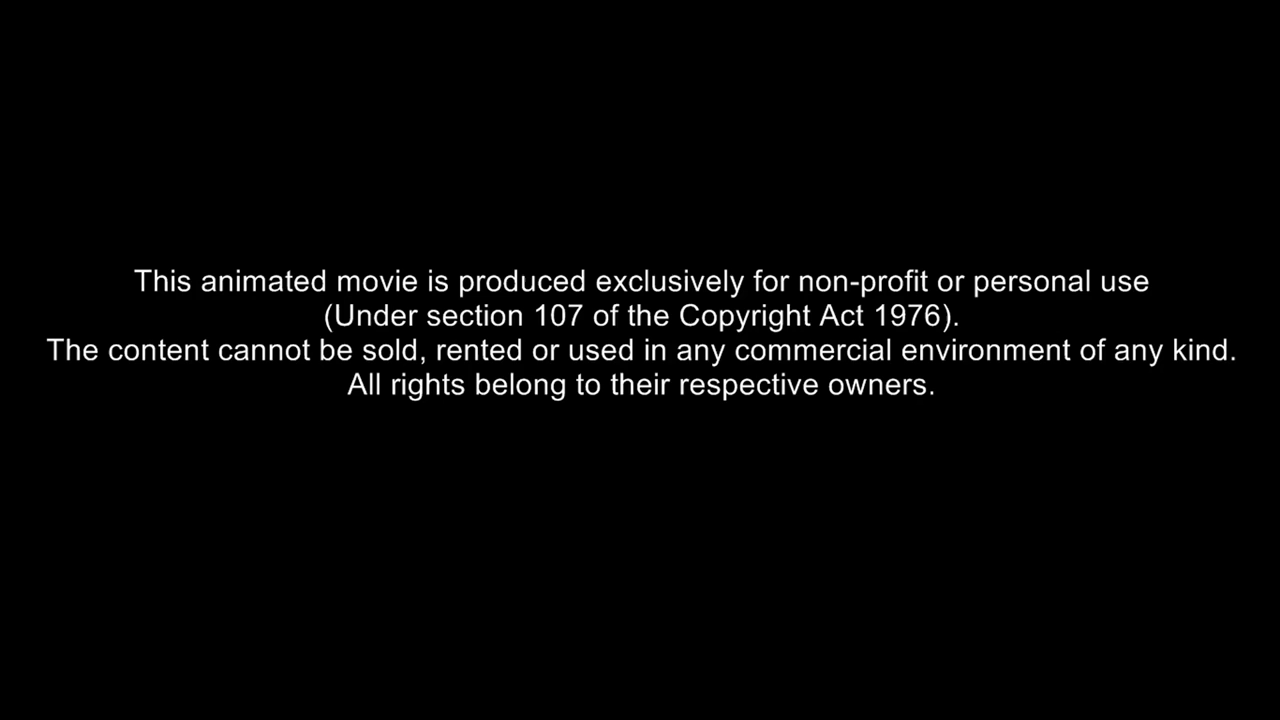 This animated movie is produced exclusively for non-profit or personal use
(Under section 107 of the Copyright Act 1976).
The content cannot be sold, rented or used in any commercial environment of any kind.
All rights belong to their respective owners.